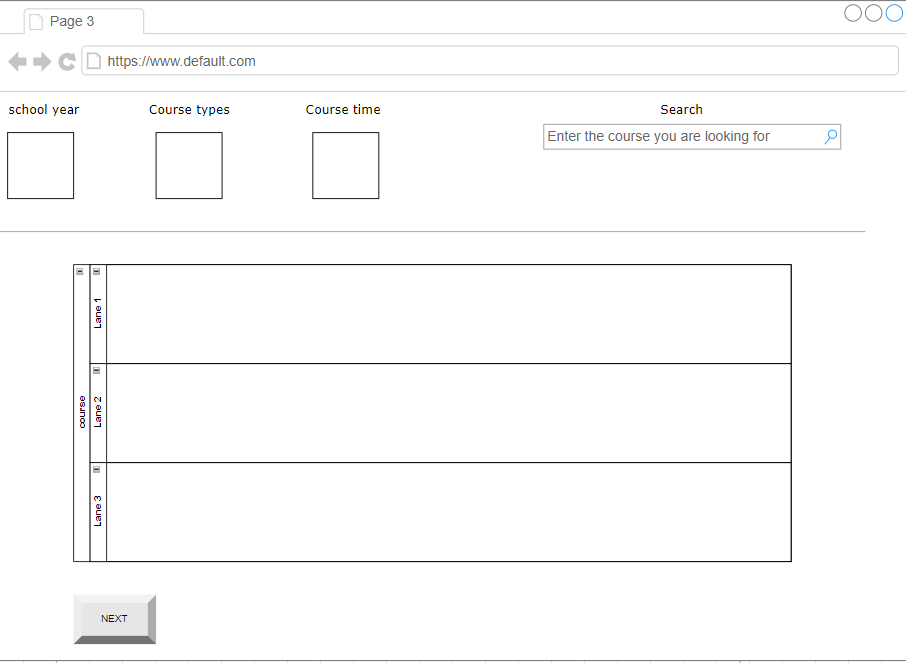 Page 3
https://www.default.com
school year
Course types
Course time
Search
Enter the course you are looking for
course
Lane 1
Lane 2
Lane 3
NEXT